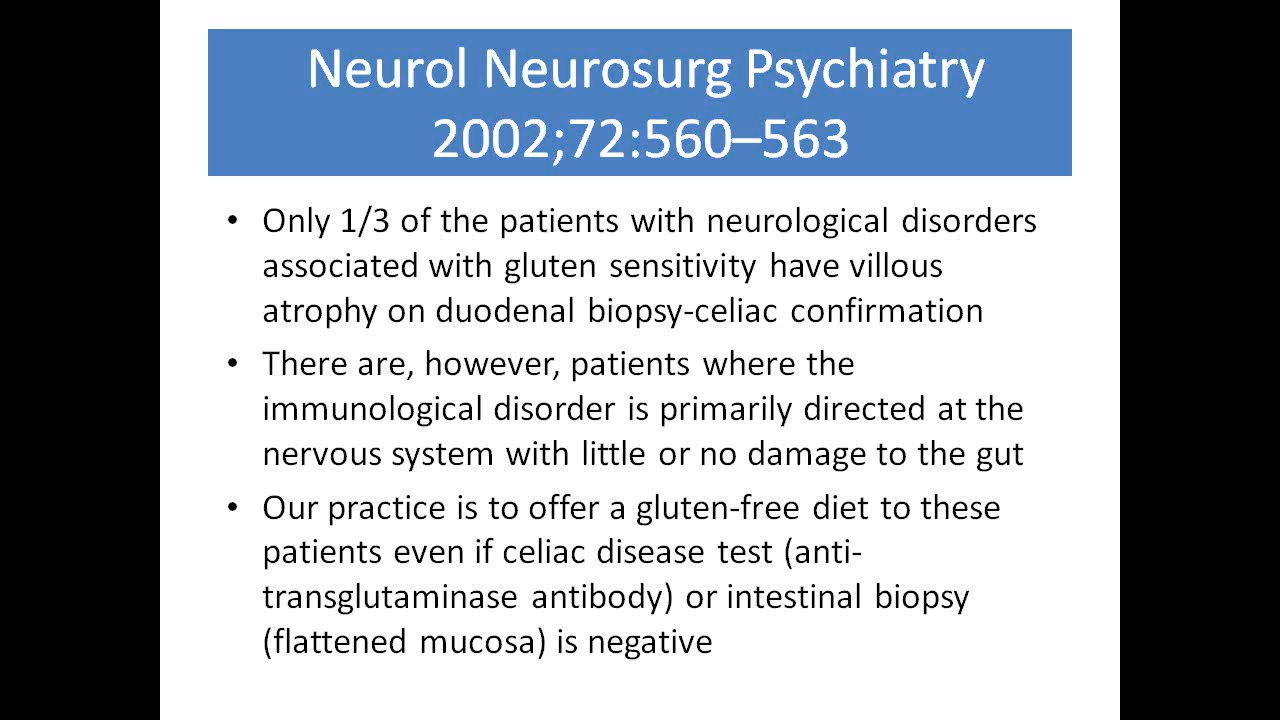 Neurol Neurosurg Psychiatry
2002;72:560–563
• Only 1/3 of the patients with neurological disorders
associated with gluten sensitivity have villous
atrophy on duodenal biopsy-celiac confirmation
• There are, however, patients where the
immunological disorder is primarily directed at the
nervous system with little or no damage to the gut
• Our practice is to offer a gluten-free diet to these
patients even if celiac disease test (anti-
transglutaminase antibody) or intestinal biopsy
(flattened mucosa) is negative